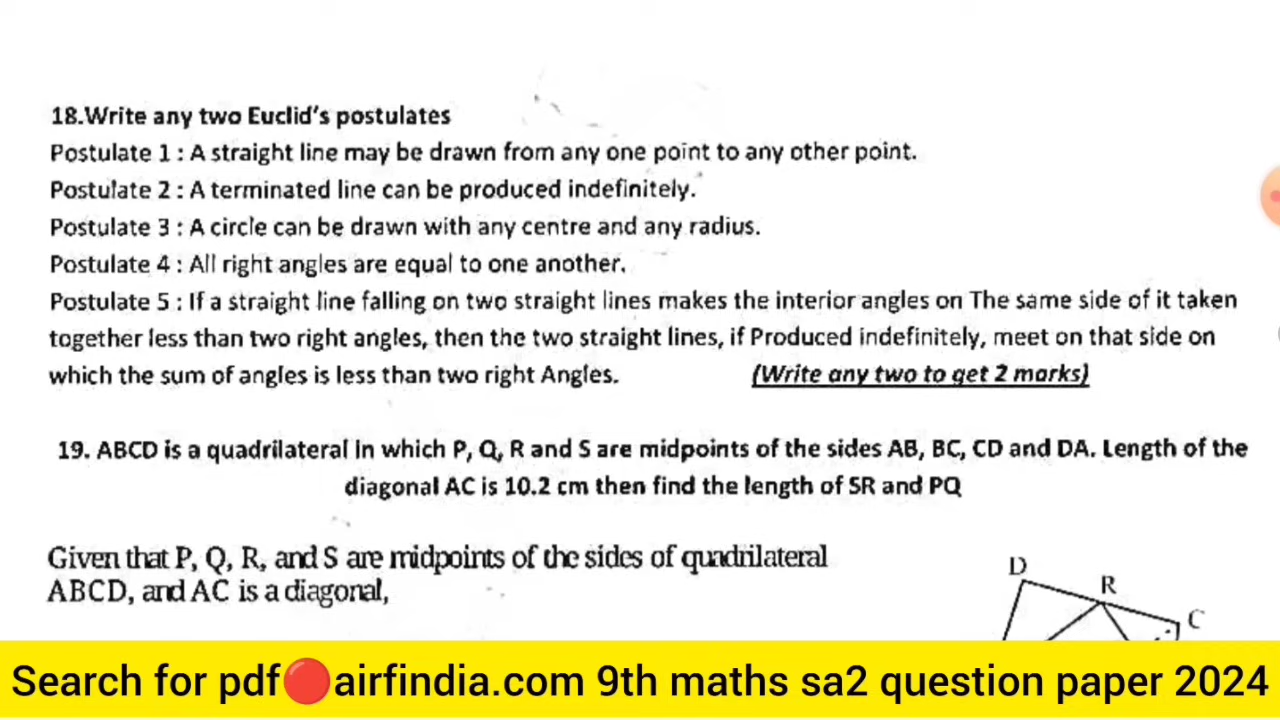 18.Write any two Euclid's postulates
Postulate 1 : A straight line may be drawn from any one point to any other point.
Postulate 2 : A terminated line can be produced indefinitely.
Postulate 3 : A circle can be drawn with any centre and any radius.
Postulate 4 : All right angles are equal to one another.
Postulate 5 : If a straight line falling on two straight lines makes the interior angles on The same side of it taken
together less than two right angles, then the two straight lines, if Produced indefinitely, meet on that side on
which the sum of angles is less than two right Angles. (Write any two to get 2 marks)
19. ABCD is a quadrilateral in which P, Q, R and S are midpoints of the sides AB, BC, CD and DA. Length of the
diagonal AC is 10.2 cm then find the length of SR and PQ
Given that P, Q, R, and S are midpoints of the sides of quadrilateral
ABCD, and AC is a diagonal,
D
R
C
Search for pdf🔴airfindia.com 9th maths sa2 question paper 2024